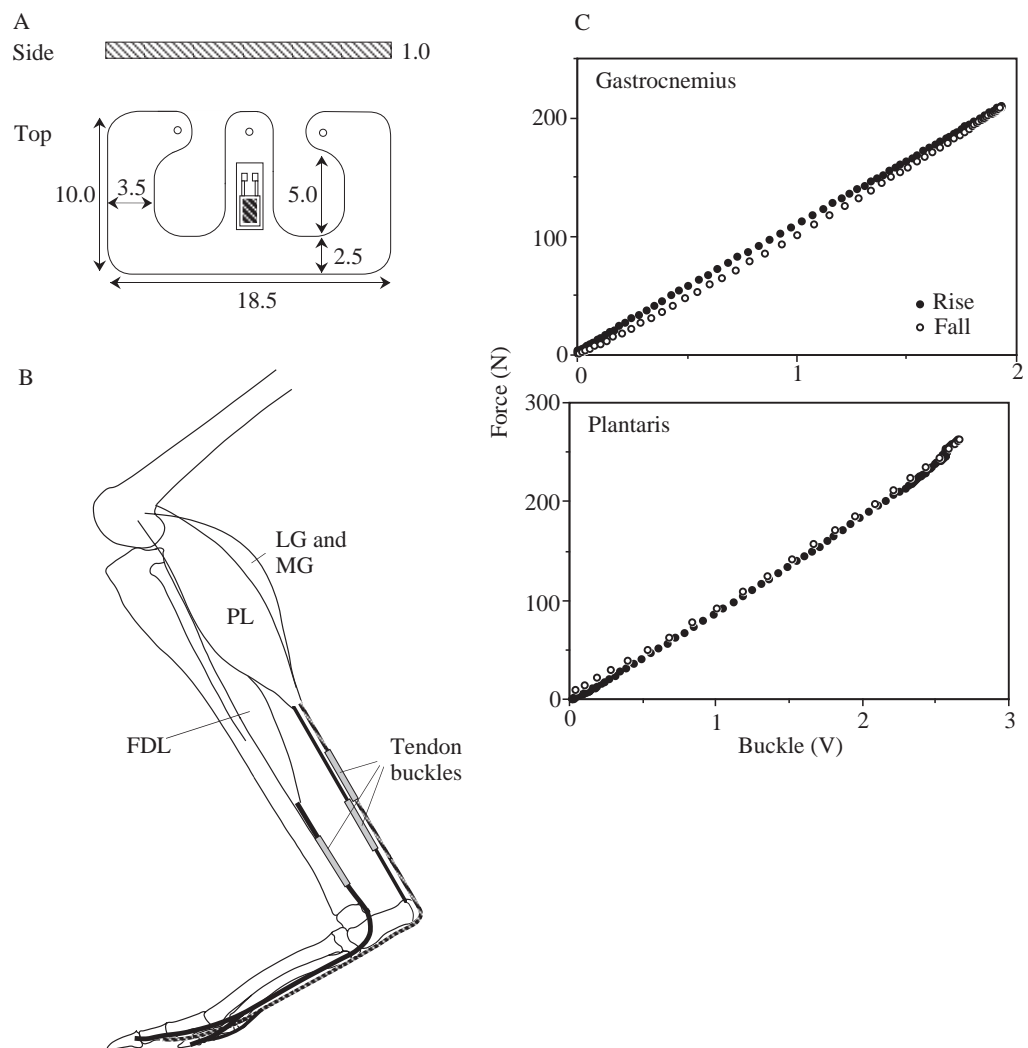 A
Side
1.0
Top
10.0
3.5
5.0
2.5
18.5
B
LG and
MG
PL
FDL
Tendon
buckles
C
Gastrocnemius
200
100
0
Rise
Fall
0
1
2
Force (N)
300
Plantaris
200
100
0
0
1
2
3
Buckle (V)